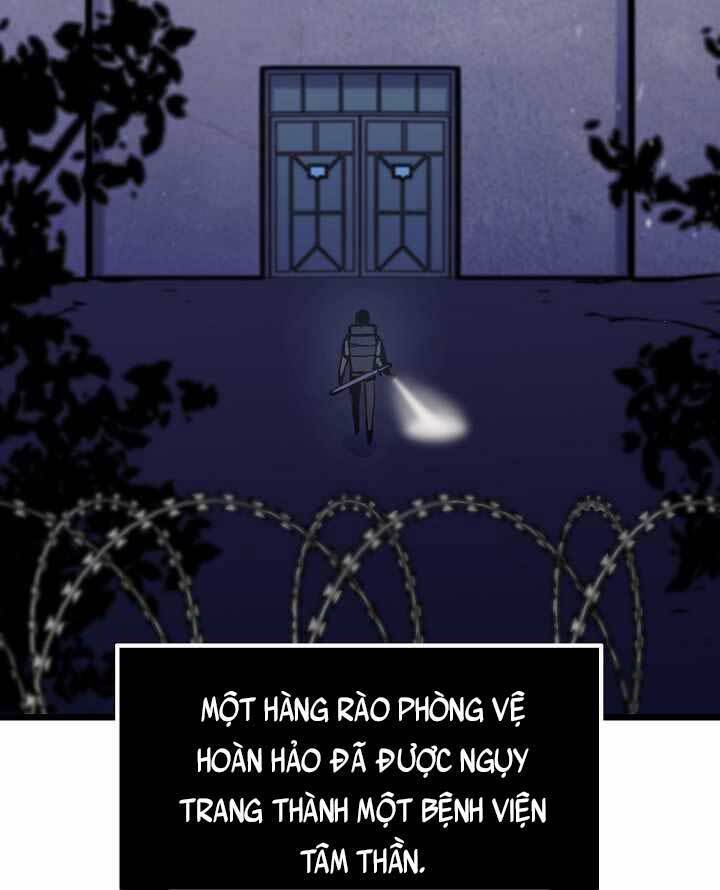 MỘT HÀNG RÀO PHÒNG VỆ
HOÀN HẢO ĐÃ ĐƯỢC NGỤY
TRANG THÀNH MỘT BỆNH VIỆN
TÂM THẦN.